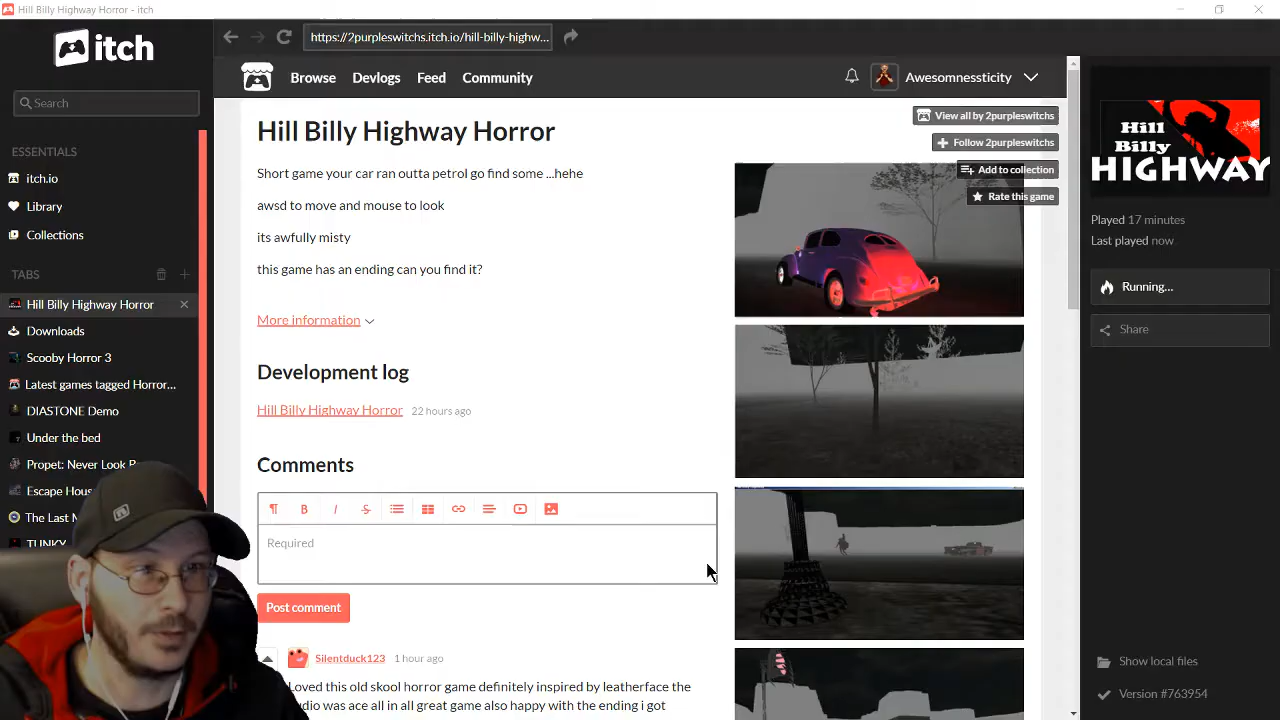 Hill Billy Highway Horror - itch
itch
https://2purpleswitchs.itch.io/hill-billy-highw...
Search
ESSENTIALS
itch.io
Library
Collections
TABS
Hill Billy Highway Horror
Downloads
Scooby Horror 3
Latest games tagged Horror...
DIASTONE Demo
Under the bed
Propet: Never Look
Escape
The Last
TUNKY
Browse
Devlogs
Feed
Community
Awesomnessticity
Hill Billy Highway Horror
Short game your car ran outta petrol go find some ...hehe
awsd to move and mouse to look
its awfully misty
this game has an ending can you find it?
More information
Development log
Hill Billy Highway Horror 22 hours ago
Comments
Required
Post comment
Silentduck123 1 hour ago
Loved this old skool horror game definitely inspired by leatherface the
was ace all in all great game also happy with the ending i got
View all by 2purpleswitchs
Follow 2purpleswitchs
Add to collection
Rate this game
Hill
Billy
HIGHWAY
Played 17 minutes
Last played now
Running...
Share
Show local files
Version #763954